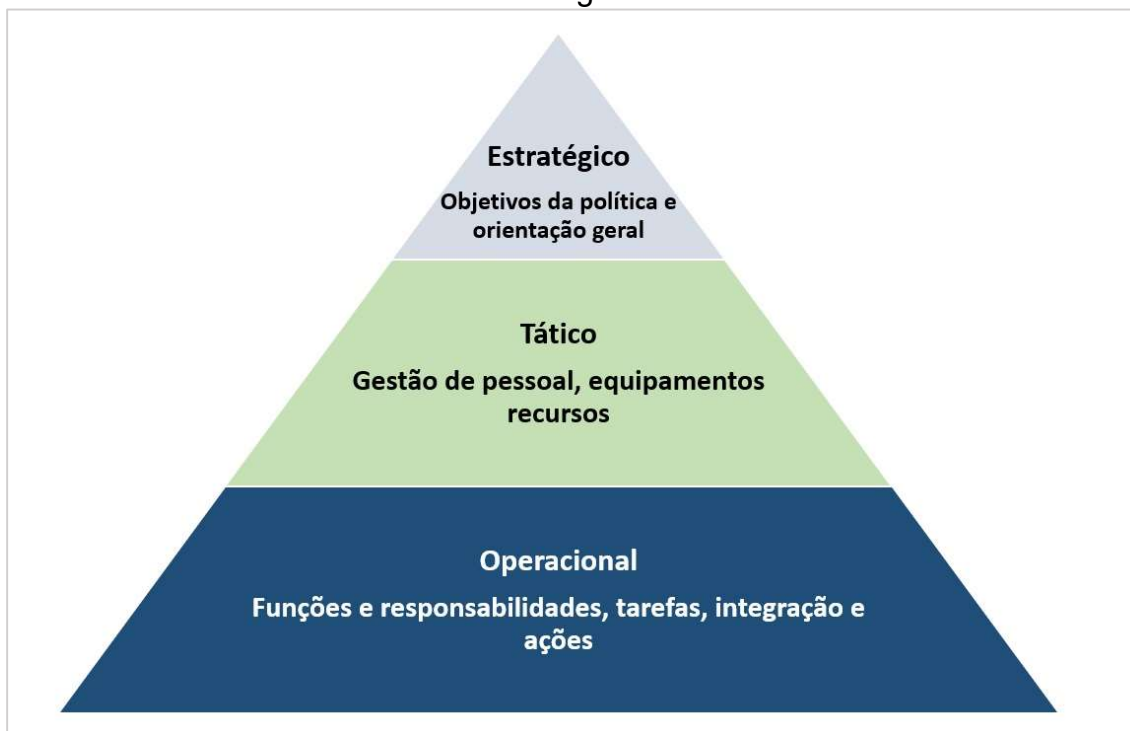 Estratégico
Objetivos da política e
orientação geral
Tático
Gestão de pessoal, equipamentos
recursos
Operacional
Funções e responsabilidades, tarefas, integração e
ações